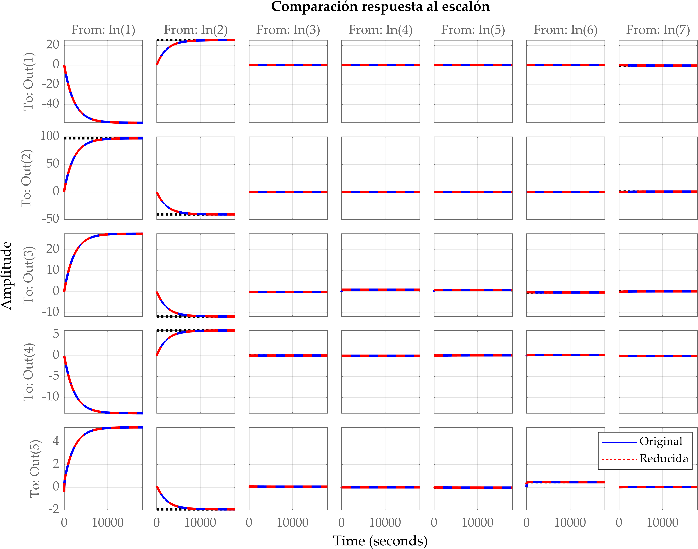 Comparación respuesta al escalón
From: In(1) From: In(2) From: In(3) From: In(4) From: In(5) From: In(6) From: In(7)
To: Out(1)
20
0
-20
-40
To: Out(2)
100
50
0
-50
Amplitude
To: Out(3)
20
10
0
-10
To: Out(4)
5
0
-5
-10
To: Out(5)
4
2
0
-2
Original
Reducida
0 10000 0 10000 0 10000 0 10000 0 10000 0 10000 0 10000
Time (seconds)